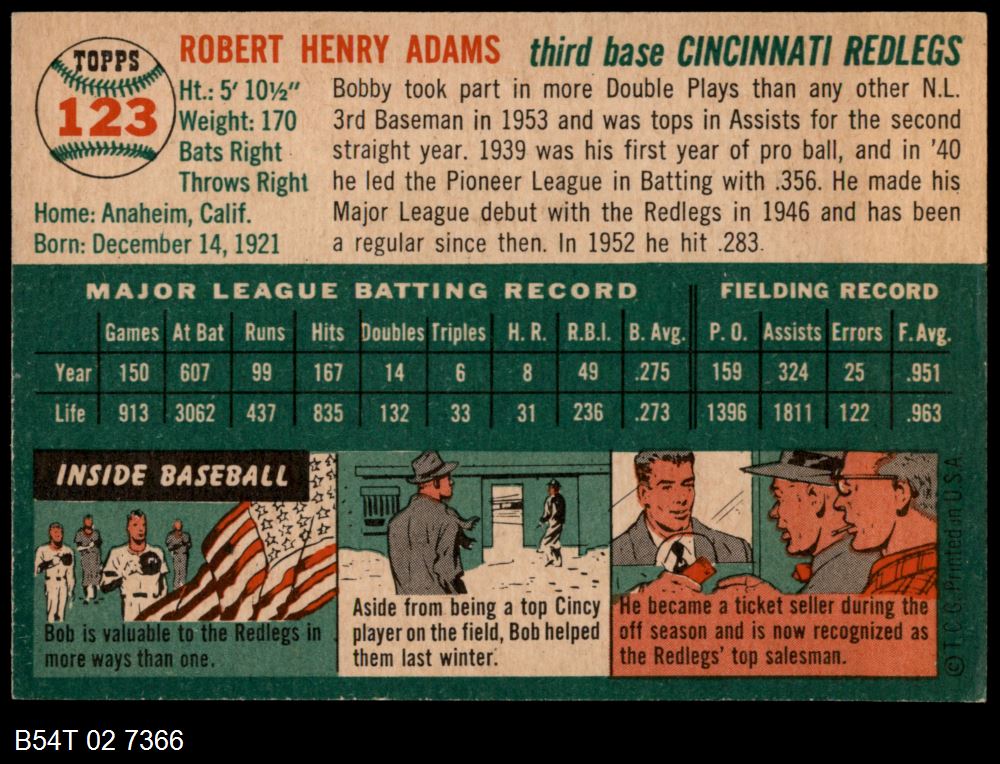 TOPPS
123
ROBERT HENRY ADAMS third base CINCINNATI REDLEGS
Ht.: 5' 10½"
Weight: 170
Bats Right
Throws Right
Home: Anaheim, Calif.
Born: December 14, 1921
Bobby took part in more Double Plays than any other N.L.
3rd Baseman in 1953 and was tops in Assists for the second
straight year. 1939 was his first year of pro ball, and in '40
he led the Pioneer League in Batting with .356. He made his
Major League debut with the Redlegs in 1946 and has been
a regular since then. In 1952 he hit .283.
MAJOR LEAGUE BATTING RECORD FIELDING RECORD
Games At Bat Runs Hits Doubles Triples H. R. R.B.I. B. Avg. P. O. Assists Errors F. Avg.
Year 150 607 99 167 14 6 8 49 .275 159 324 25 .951
Life 913 3062 437 835 132 33 31 236 .273 1396 1811 122 .963
INSIDE BASEBALL
Bob is valuable to the Redlegs in
more ways than one.
Aside from being a top Cincy
player on the field, Bob helped
them last winter.
He became a ticket seller during the
off season and is now recognized as
the Redlegs' top salesman.
© T. C. G. Printed in U S A
B54T 02 7366